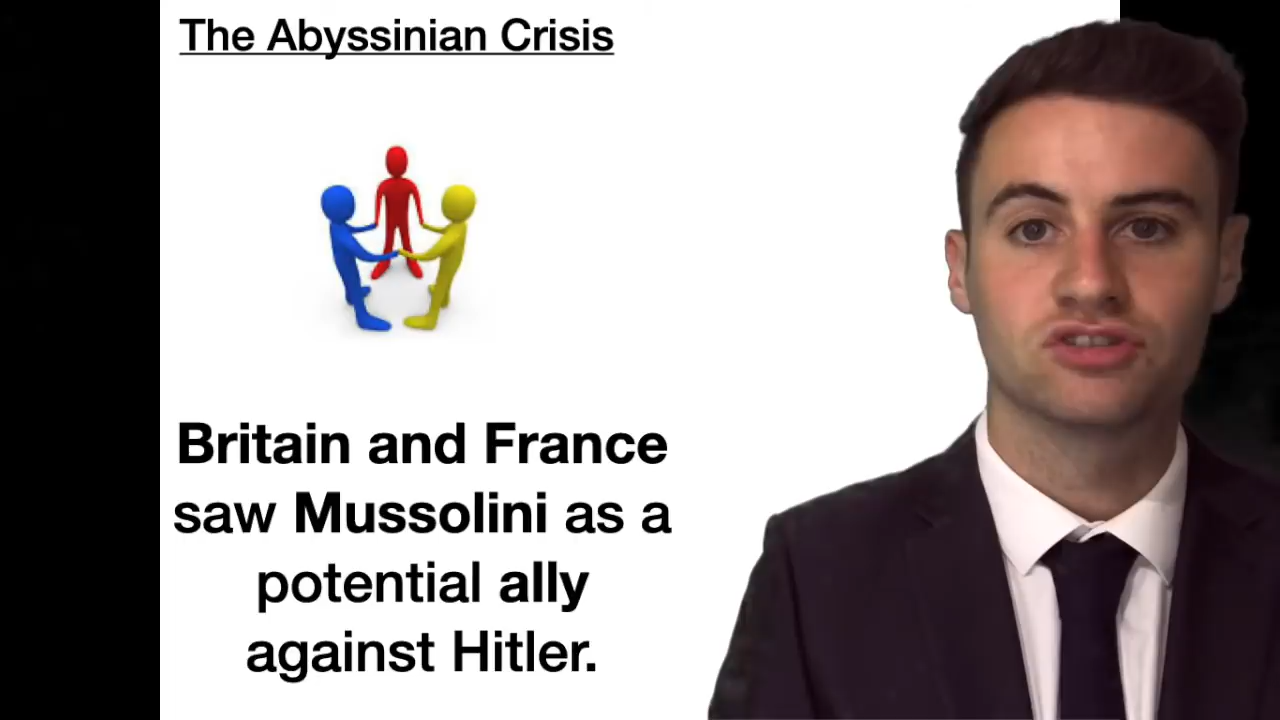 The Abyssinian Crisis
Britain and France
saw Mussolini as a
potential ally
against Hitler.